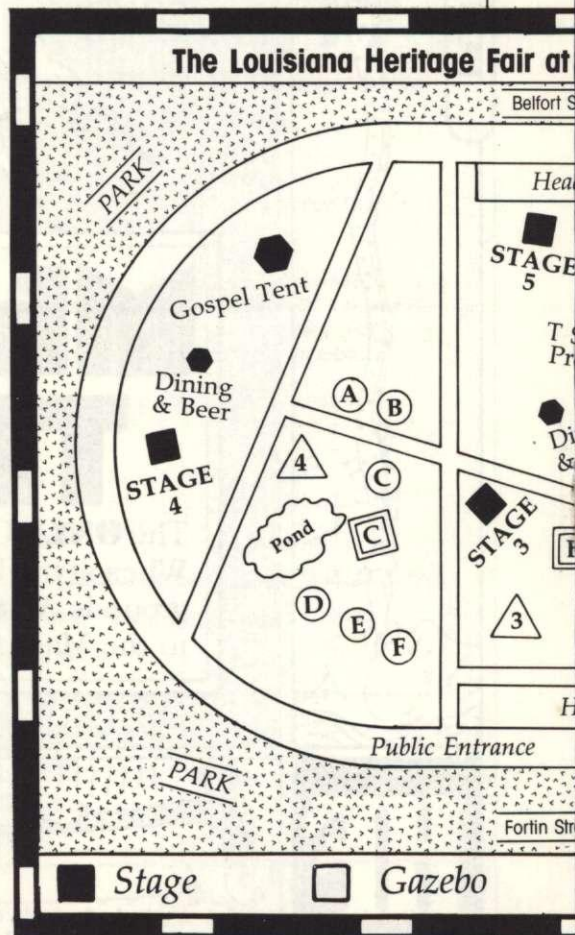 The Louisiana Heritage Fair at
Belfort
PARK
Gospel Tent
STAGE
5
T
Dining
& Beer
A
B
STAGE
4
4
C
Pond
C
STAGE
3
3
D
E
F
Public Entrance
PARK
Fortin
Stage
Gazebo